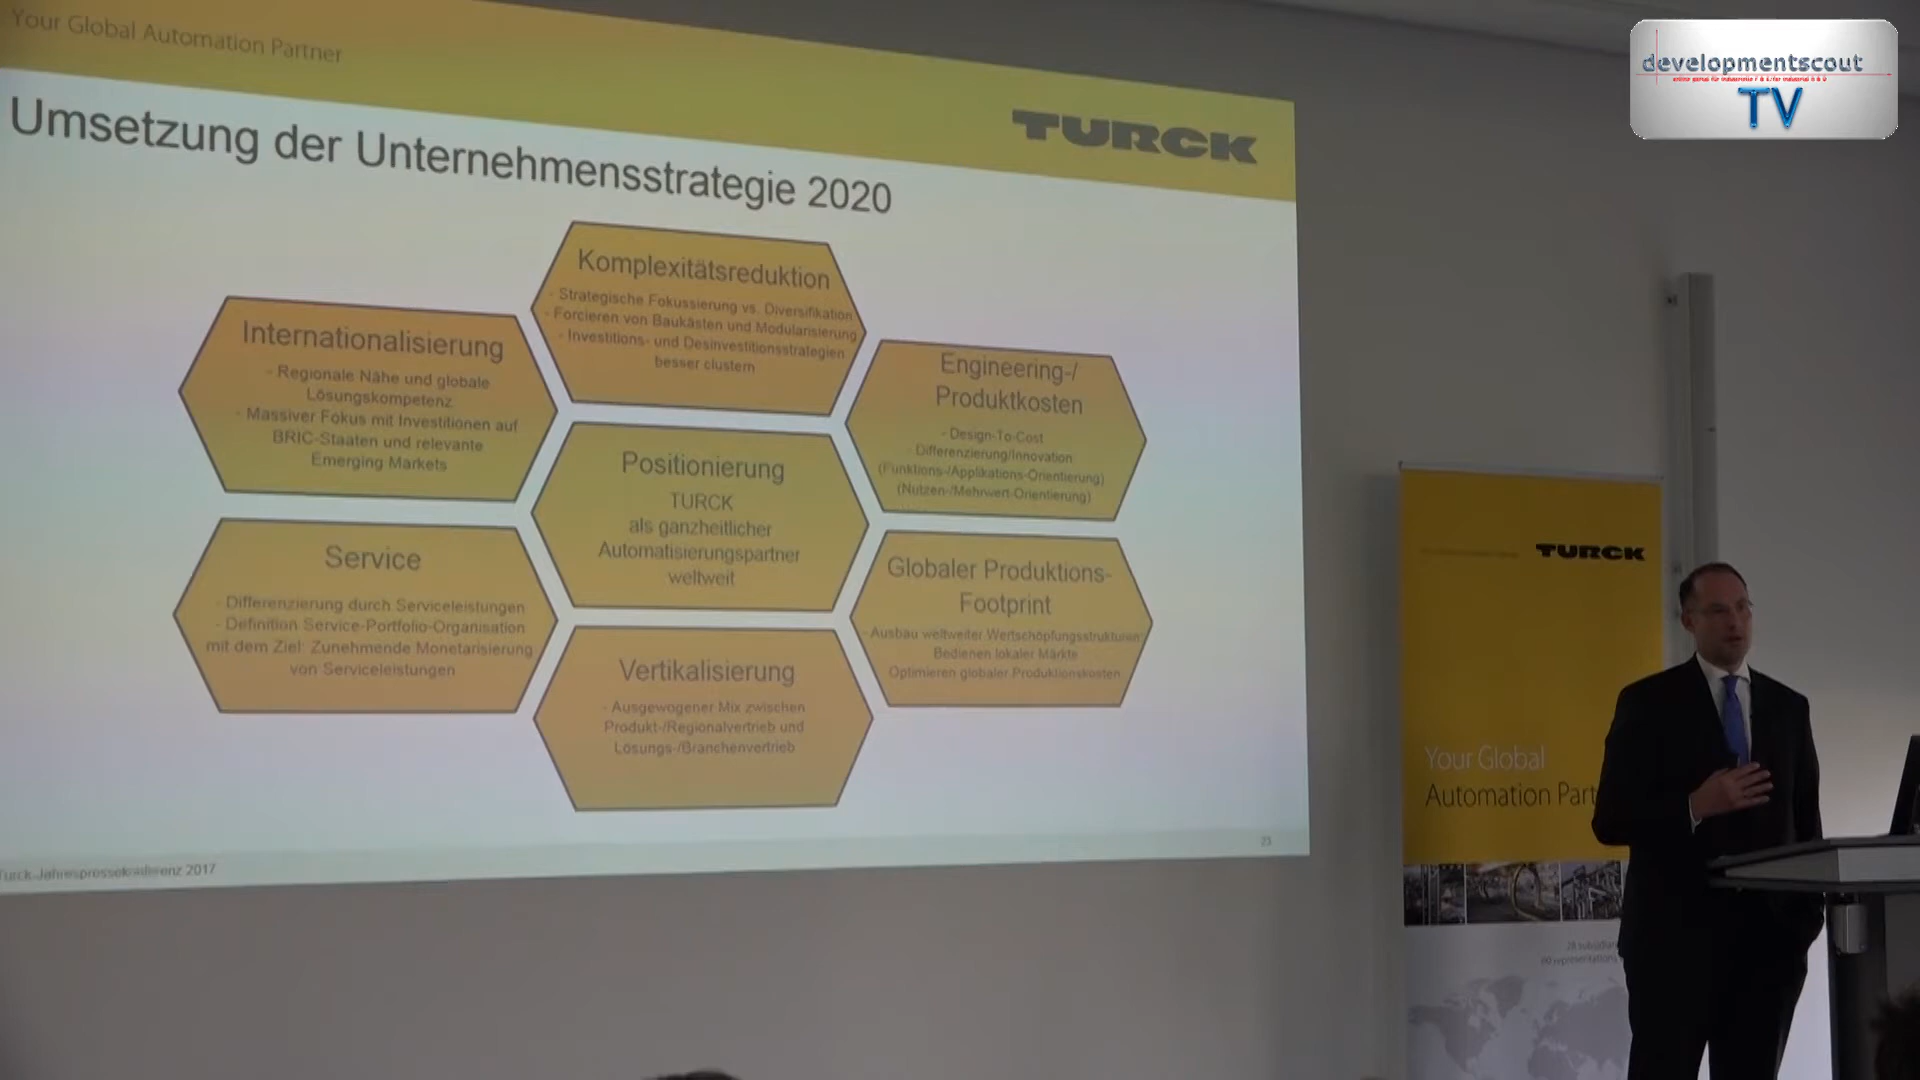 Your Global Automation Partner
TURCK
Umsetzung der Unternehmensstrategie 2020
Komplexitätsreduktion
- Strategische Fokussierung vs. Diversifikation
- Forcieren von Baukästen und Modularisierung
- Investitions- und Desinvestitionsstrategien
besser clustern
Internationalisierung
- Regionale Nähe und globale
Lösungskompetenz
- Massiver Fokus mit Investitionen auf
BRIC-Staaten und relevante
Emerging Markets
Engineering-/
Produktkosten
- Design-To-Cost
Differenzierung/Innovation
(Funktions-/Applikations-Orientierung)
(Nutzen-/Mehrwert-Orientierung)
Positionierung
TURCK
als ganzheitlicher
Automatisierungspartner
weltweit
Service
- Differenzierung durch Serviceleistungen
- Definition Service-Portfolio-Organisation
mit dem Ziel: Zunehmende Monetarisierung
von Serviceleistungen
Globaler Produktions-
Footprint
Ausbau weltweiter Wertschöpfungsstrukturen
Bedienen lokaler Märkte
Optimieren globaler Produktionskosten
Vertikalisierung
- Ausgewogener Mix zwischen
Produkt-/Regionalvertrieb und
Lösungs-/Branchenvertrieb
Turck-Jahrespressekonferenz 2017
23
developmentscout
TV
TURCK
Your Global
Automation Part